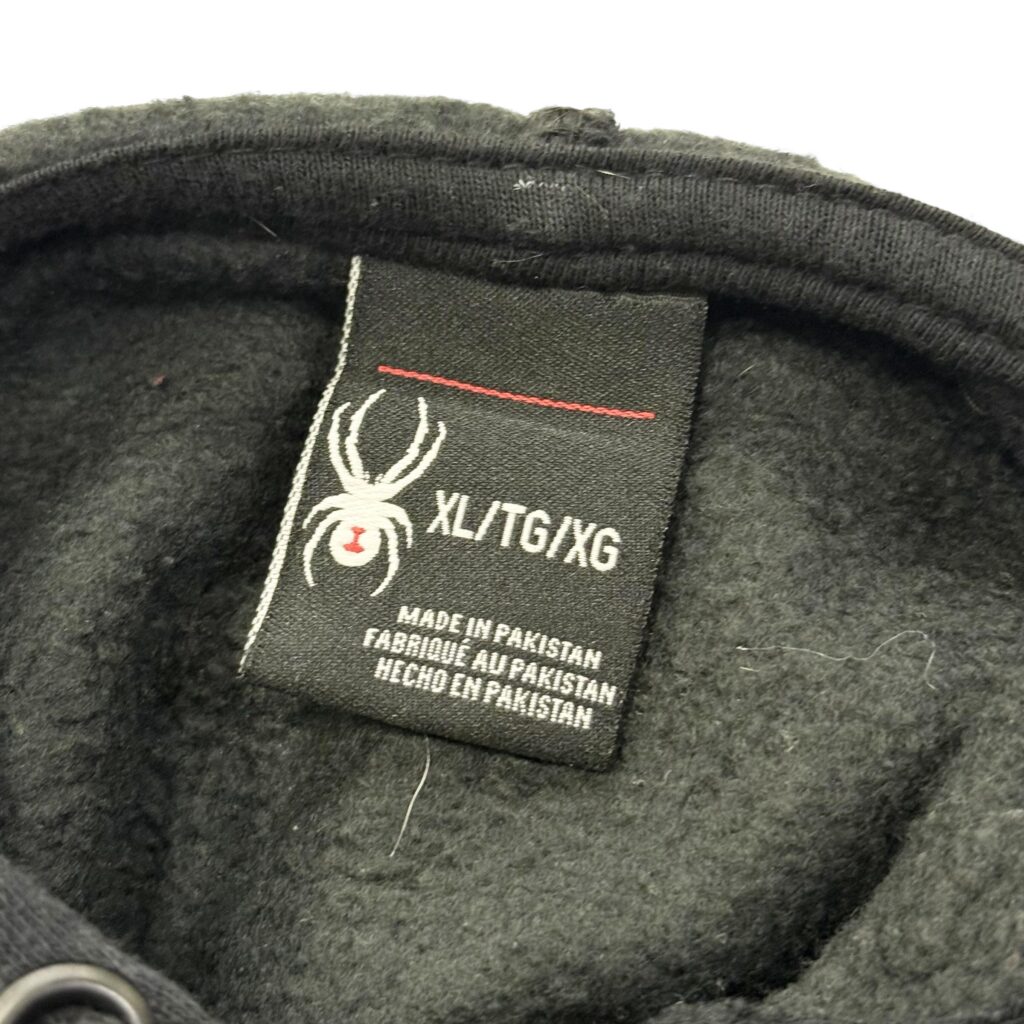 XL/TG/XG
MADE IN PAKISTAN
FABRIQUÉ AU PAKISTAN
HECHO EN PAKISTAN